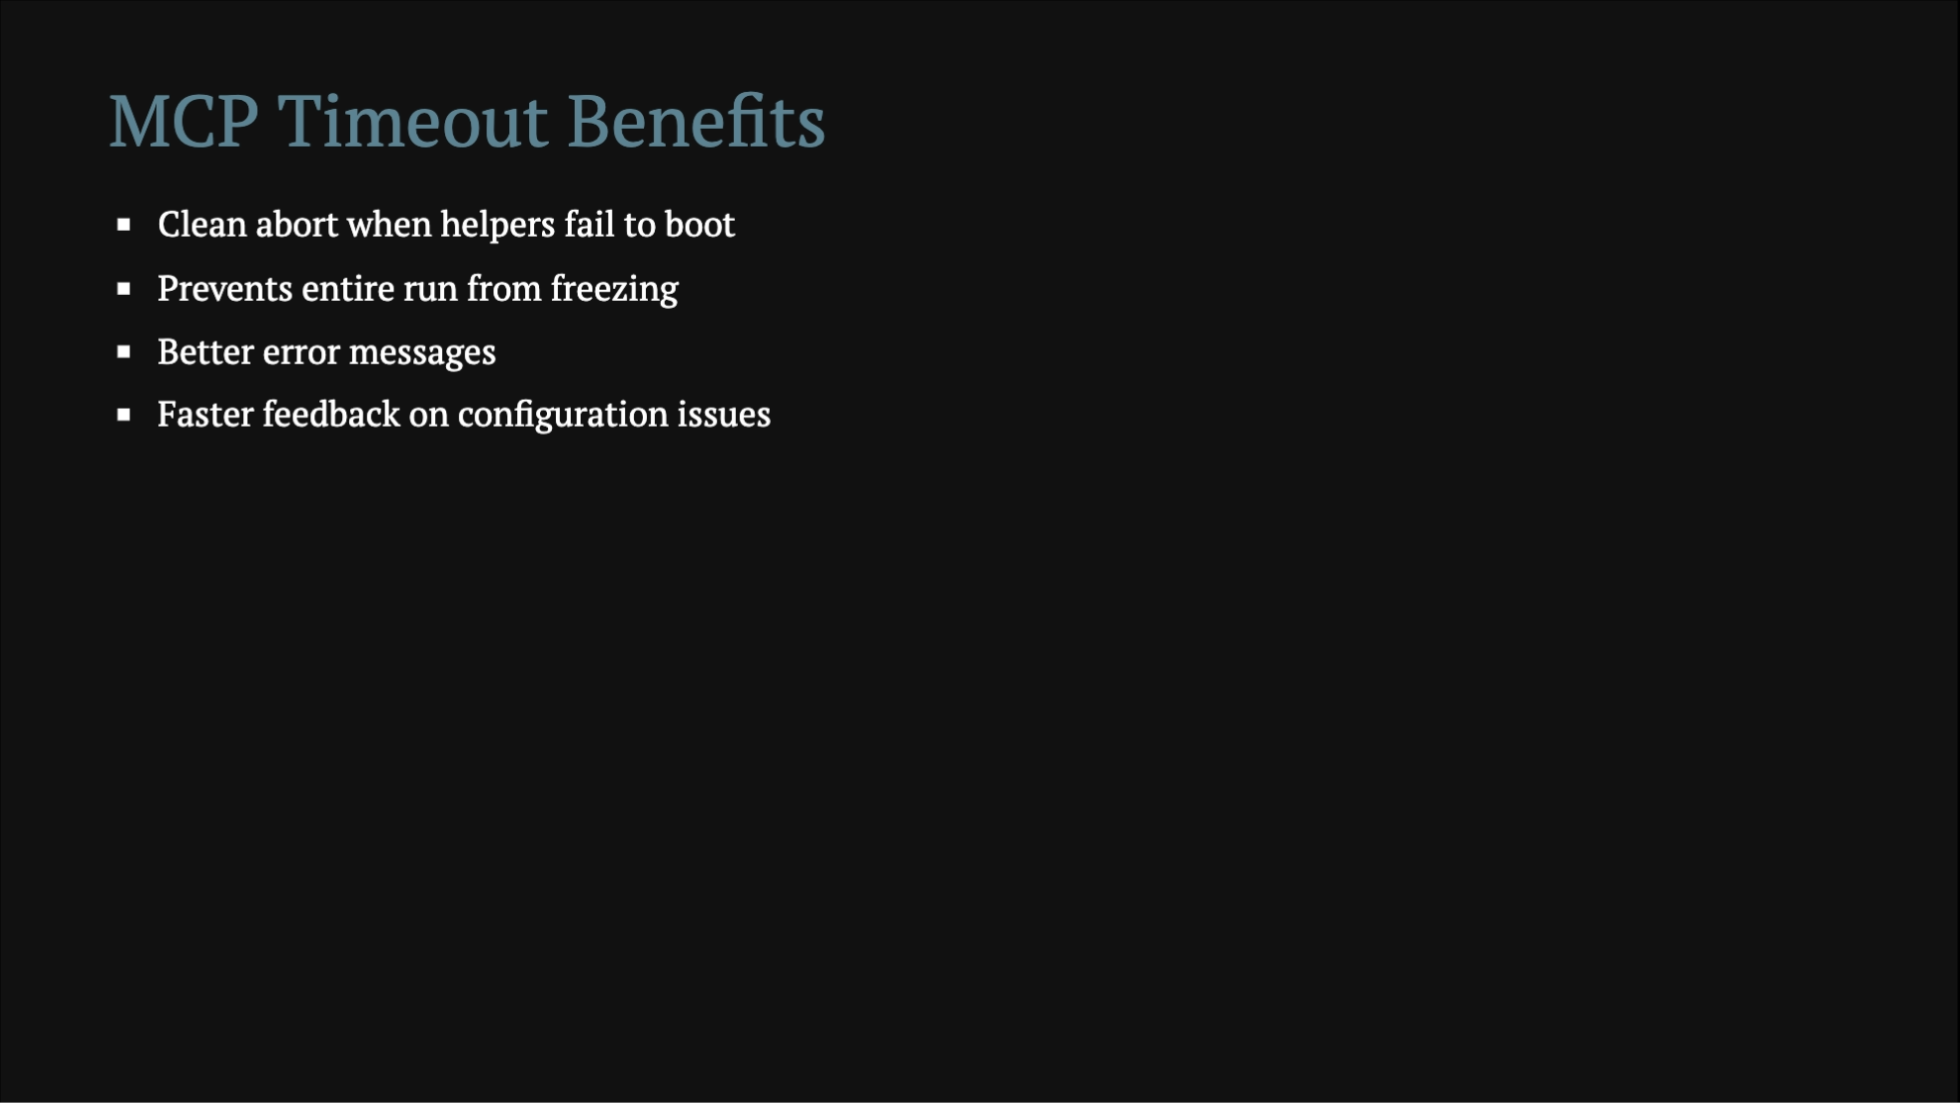 MCP Timeout Benefits
▪ Clean abort when helpers fail to boot
▪ Prevents entire run from freezing
▪ Better error messages
▪ Faster feedback on configuration issues